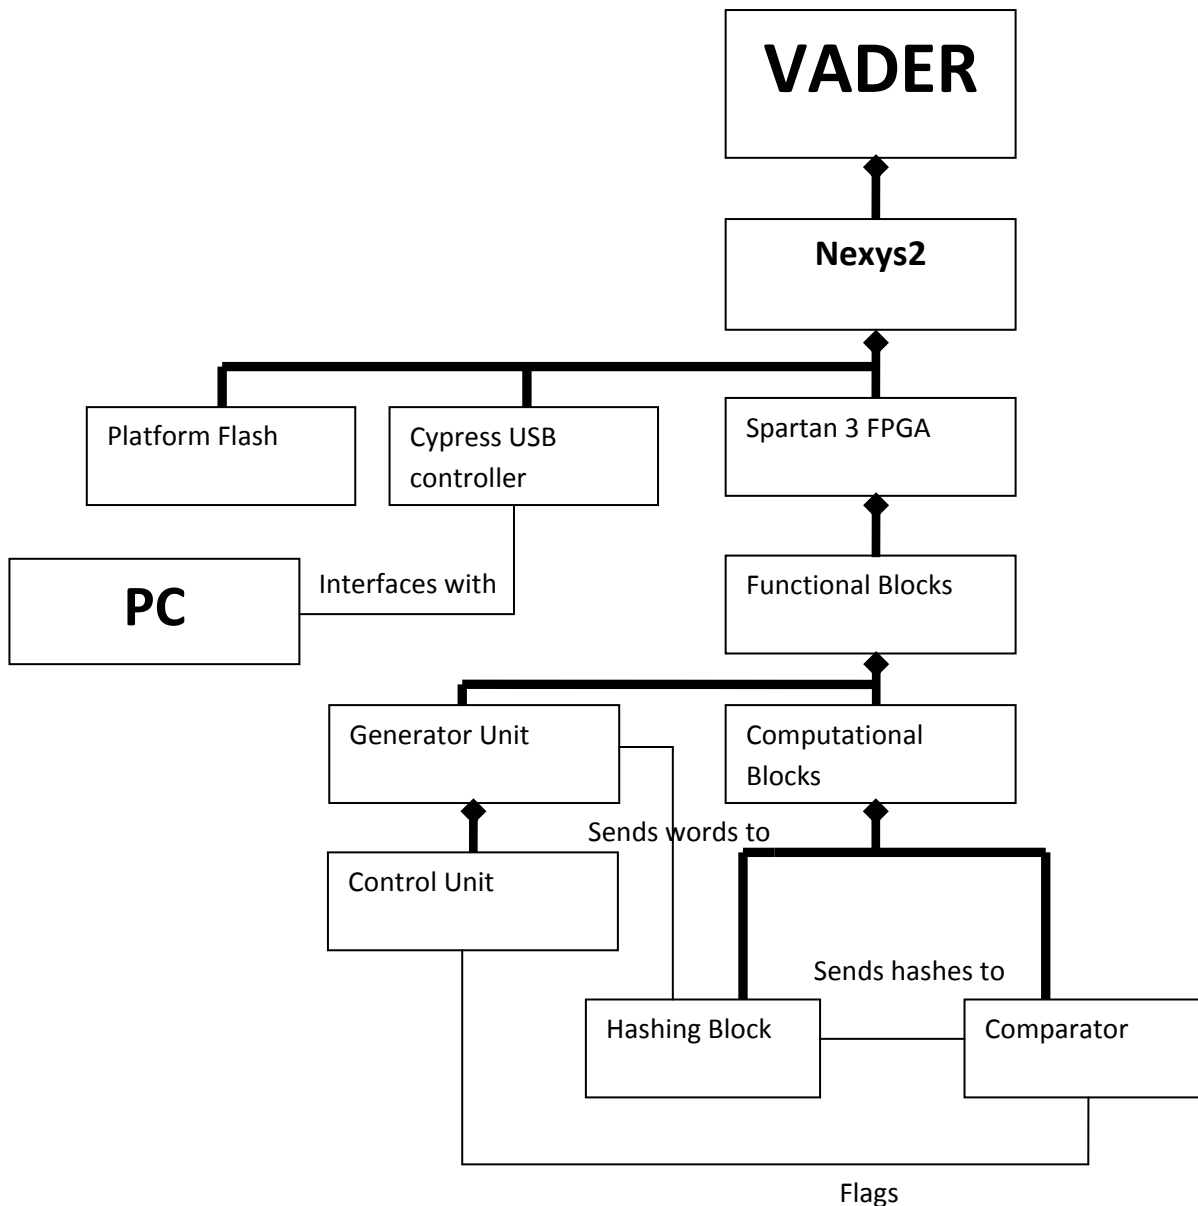 VADER
Nexys2
Platform Flash
Cypress USB
controller
Spartan 3 FPGA
PC
Interfaces with
Functional Blocks
Generator Unit
Computational
Blocks
Sends words to
Control Unit
Sends hashes to
Hashing Block
Comparator
Flags